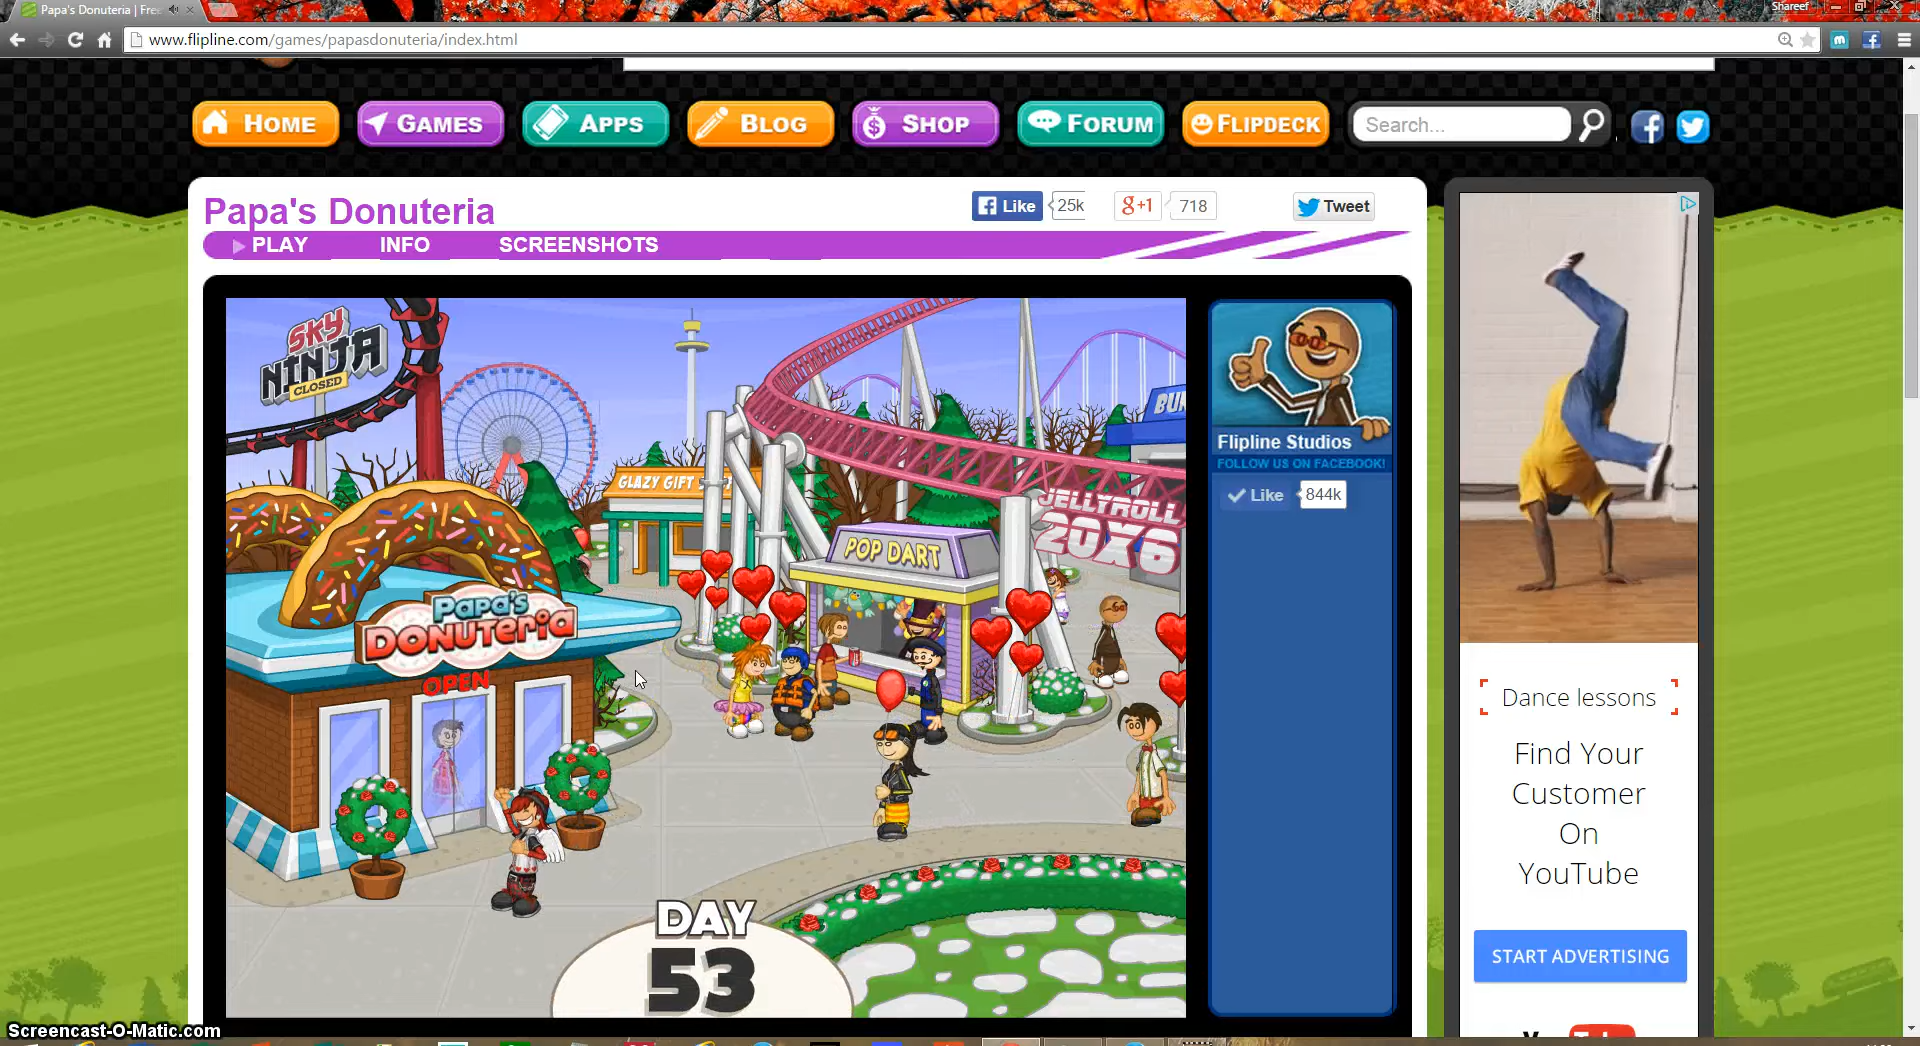 Papa's Donuteria | Free
Shareef
www.flipline.com/games/papasdonuteria/index.html
HOME
GAMES
APPS
BLOG
SHOP
FORUM
FLIPDECK
Search...
Papa's Donuteria
Like 25k
g+1 718
Tweet
PLAY
INFO
SCREENSHOTS
SKY
NINJA
CLOSED
GLAZY GIFT
POP DART
JELLYROLL
20X6
Papa's
DONUTERIA
OPEN
DAY
53
Flipline Studios
FOLLOW US ON FACEBOOK!
Like 844k
Dance lessons
Find Your
Customer
On
YouTube
START ADVERTISING
Screencast-O-Matic.com